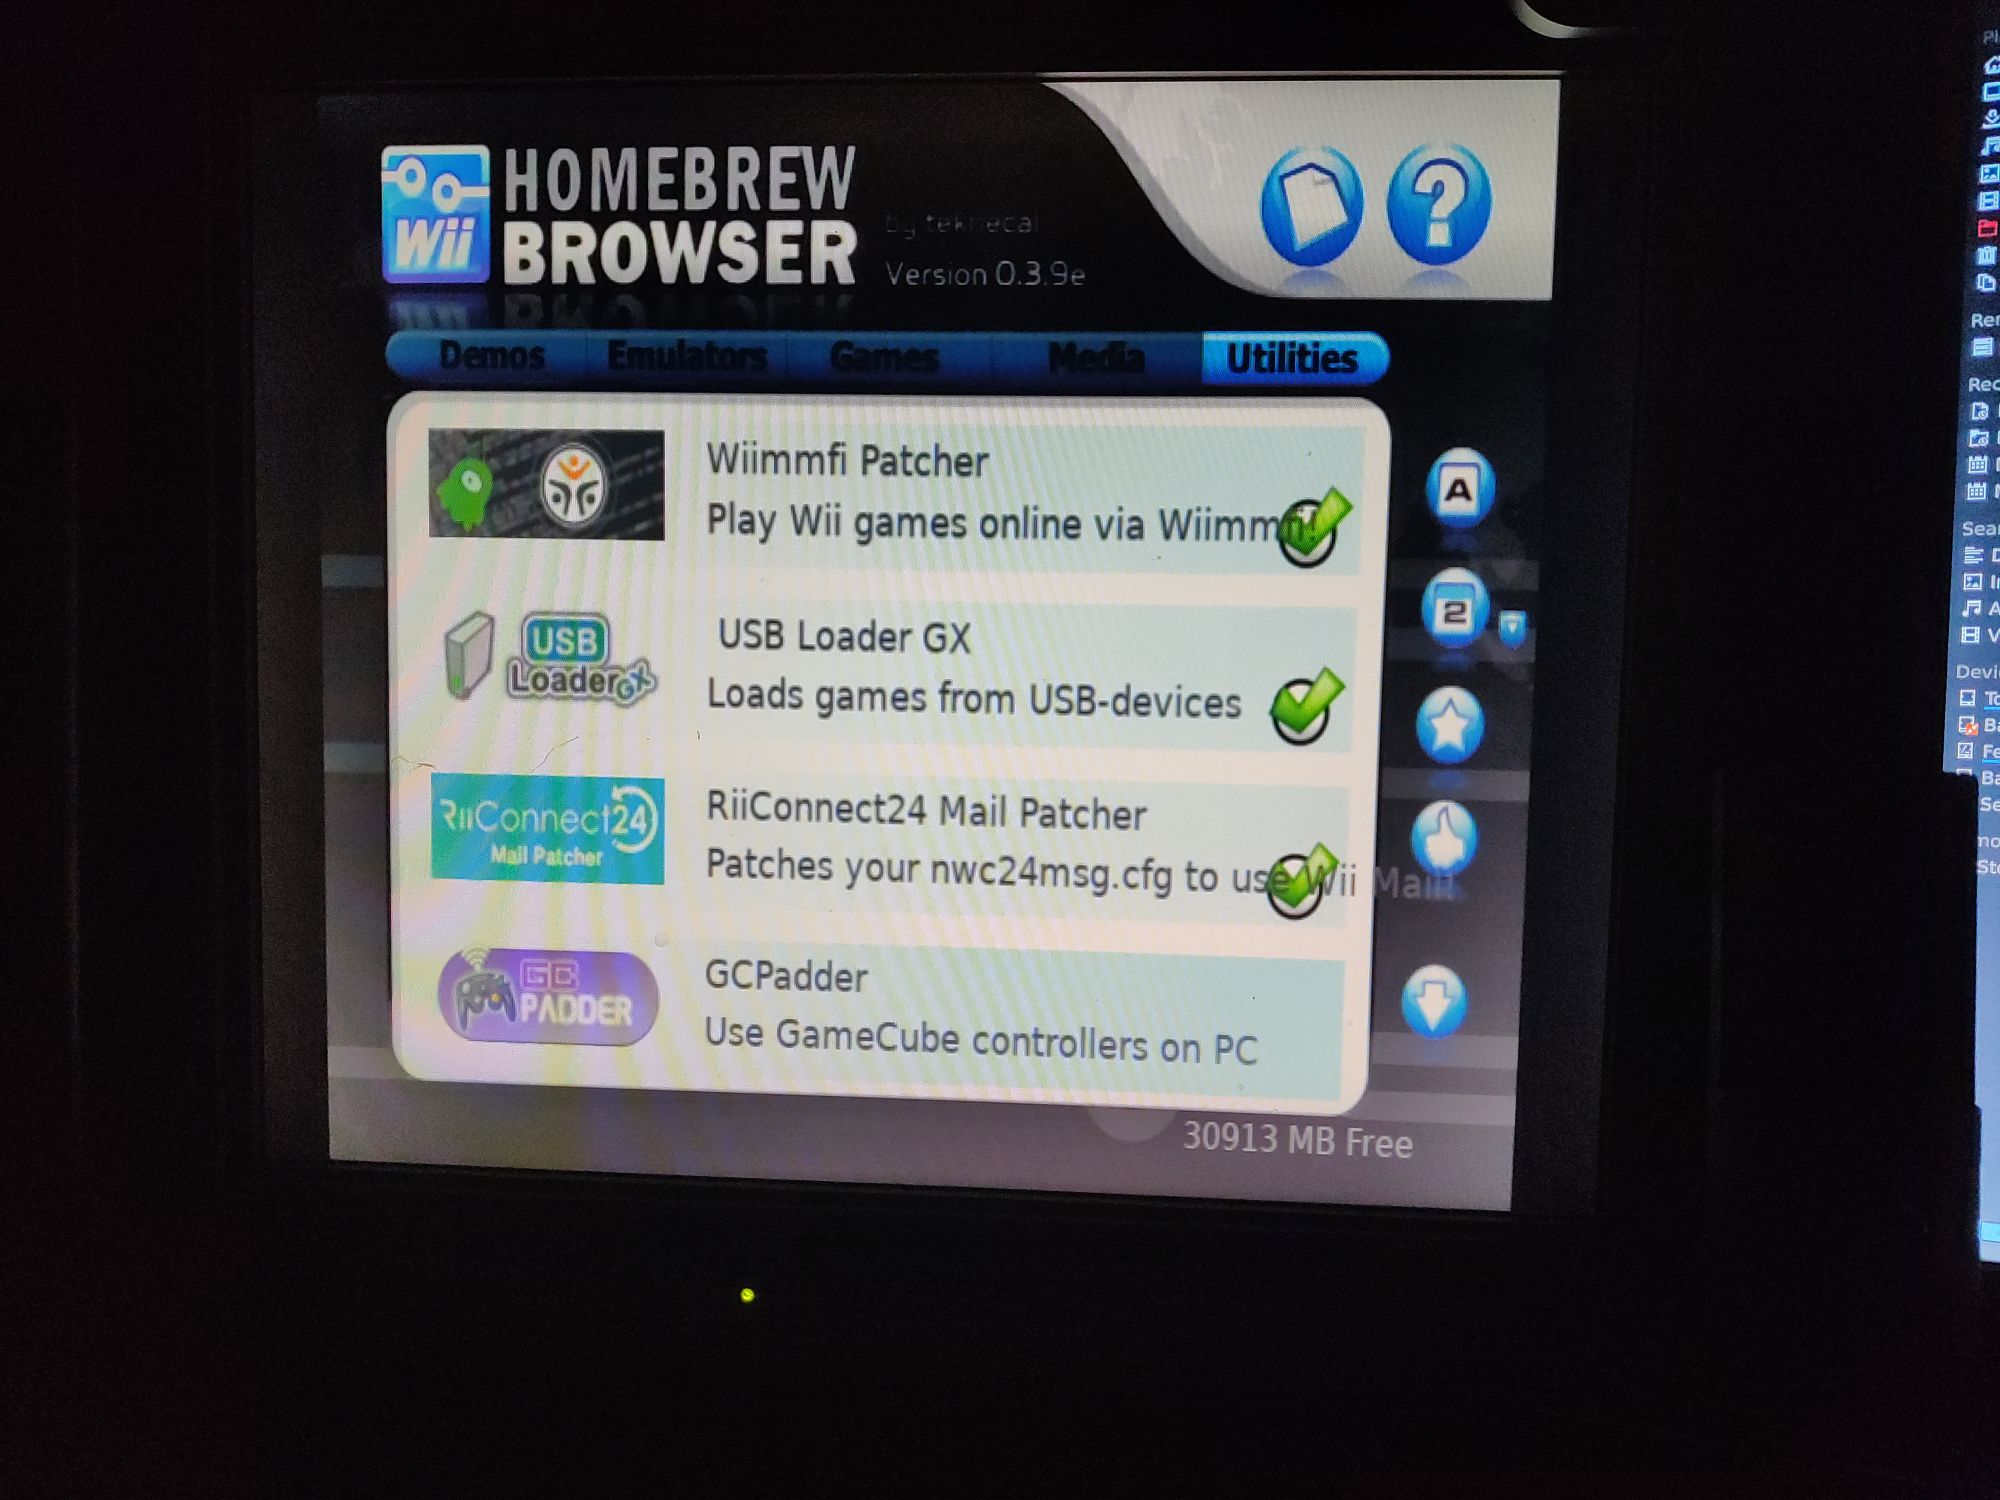 Wii
HOMEBREW
BROWSER
by teknecal
Version 0.3.9e
Demos Emulators Games Media Utilities
Wiimmfi Patcher
Play Wii games online via Wiimmfi!
USB
LoaderGX
USB Loader GX
Loads games from USB-devices
RiiConnect24
Mail Patcher
RiiConnect24 Mail Patcher
Patches your nwc24msg.cfg to use Wii Mail!
GC
PADDER
GCPadder
Use GameCube controllers on PC
A
2
30913 MB Free